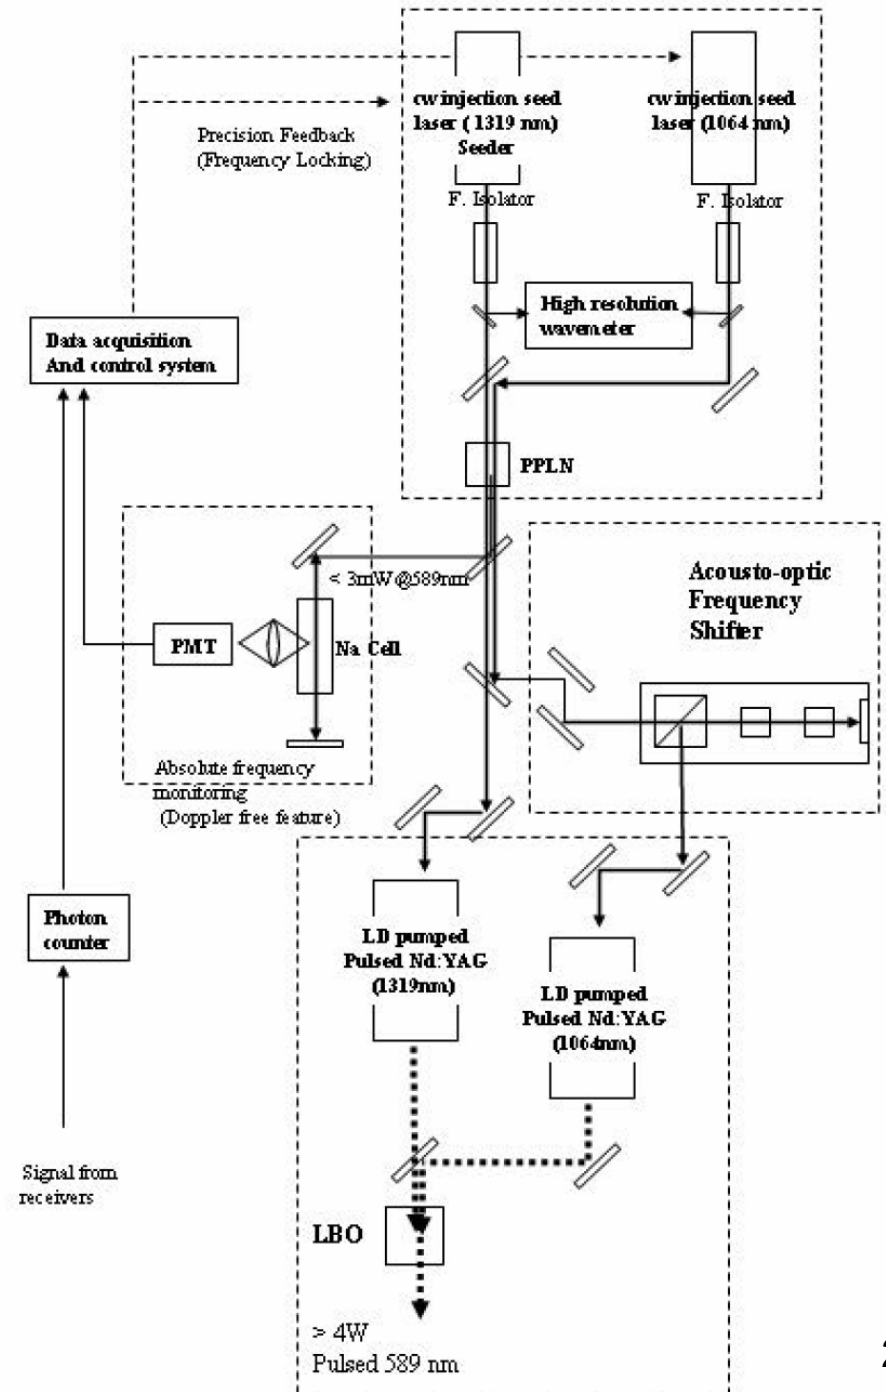 cw injection seed
laser ( 1319 nm)
Seeder
cw injection seed
laser (1064 nm)
Precision Feedback
(Frequency Locking)
F. Isolator
F. Isolator
High resolution
wavemeter
Data acquisition
And control system
PPLN
< 3mW@589nm
Acousto-optic
Frequency
Shifter
PMT
Na Cell
Absolute frequency
monitoring
(Doppler free feature)
Photon
counter
LD pumped
Pulsed Nd:YAG
(1319nm)
LD pumped
Pulsed Nd:YAG
(1064nm)
Signal from
receivers
LBO
> 4W
Pulsed 589 nm